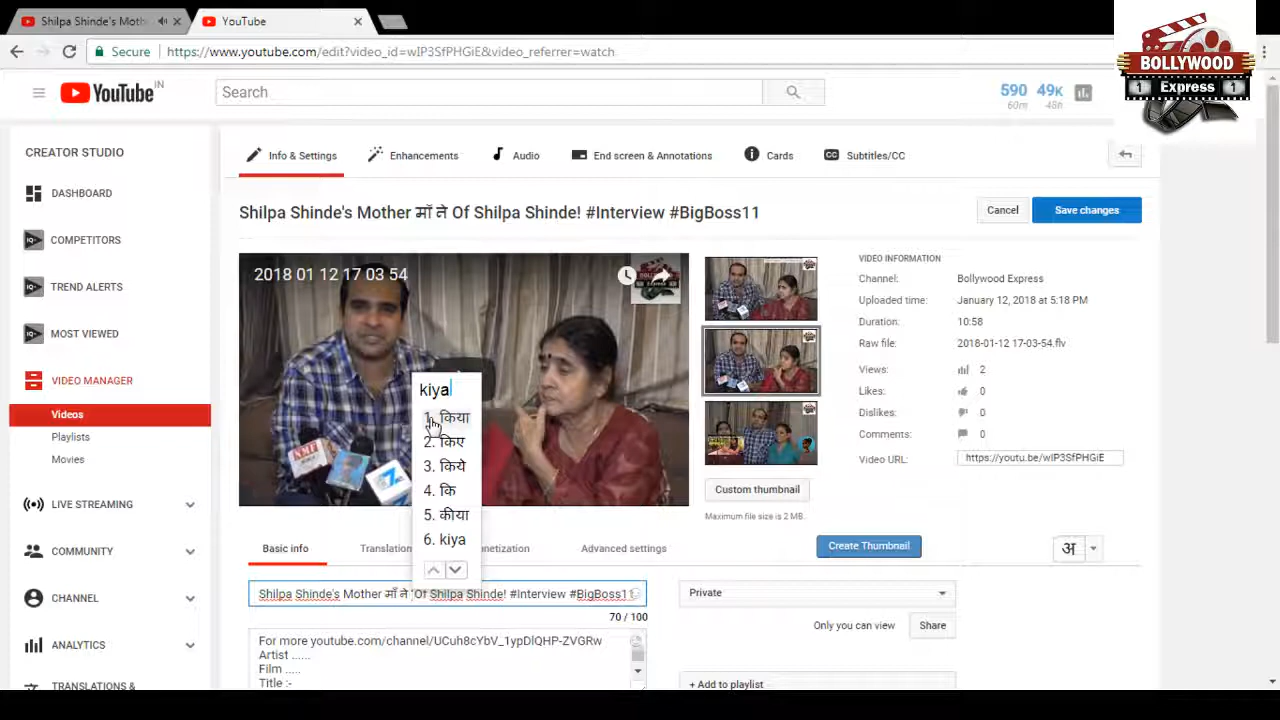 Shilpa Shinde's Moth
YouTube
Secure
https://www.youtube.com/edit?video_id=wIP3SfPHGiE&video_referrer=watch
BOLLYWOOD
1 Express 1
YouTube IN
Search
590 49K
60m 48h
CREATOR STUDIO
Info & Settings
Enhancements
Audio
End screen & Annotations
Cards
CC Subtitles/CC
DASHBOARD
COMPETITORS
TREND ALERTS
MOST VIEWED
VIDEO MANAGER
Videos
Playlists
Movies
LIVE STREAMING
COMMUNITY
CHANNEL
ANALYTICS
TRANSLATIONS &
Shilpa Shinde's Mother माँ ने Of Shilpa Shinde! #Interview #BigBoss11
Cancel
Save changes
2018 01 12 17 03 54
kiya
1. किया
2. किए
3. किये
4. कि
5. कीया
6. kiya
VIDEO INFORMATION
Channel: Bollywood Express
Uploaded time: January 12, 2018 at 5:18 PM
Duration: 10:58
Raw file: 2018-01-12 17-03-54.flv
Views: 2
Likes: 0
Dislikes: 0
Comments: 0
Video URL: https://youtu.be/wIP3SfPHGiE
Custom thumbnail
Maximum file size is 2 MB.
Basic info
Translation
netization
Advanced settings
Create Thumbnail
अ
Shilpa Shinde's Mother माँ ने 'Of Shilpa Shinde! #Interview #BigBoss11
70 / 100
Private
Only you can view
Share
For more youtube.com/channel/UCuh8cYbV_1ypDlQHP-ZVGRw
Artist ......
Film .....
Title :-
+ Add to playlist